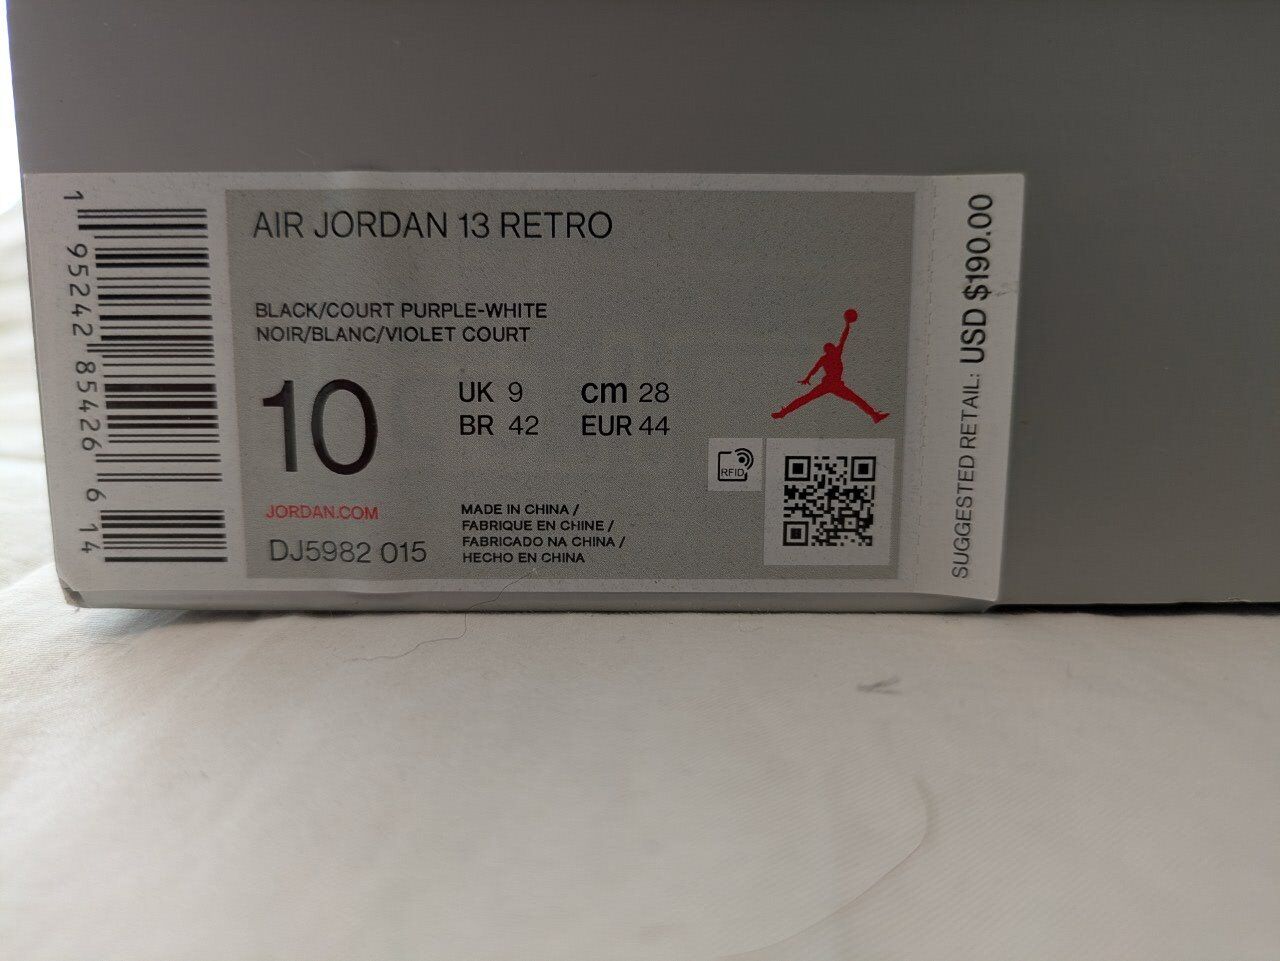 AIR JORDAN 13 RETRO
BLACK/COURT PURPLE-WHITE
NOIR/BLANC/VIOLET COURT
10
UK 9 cm 28
BR 42 EUR 44
JORDAN.COM
DJ5982 015
MADE IN CHINA /
FABRIQUE EN CHINE /
FABRICADO NA CHINA /
HECHO EN CHINA
RFID
1 95242 85426 6 14
SUGGESTED RETAIL: USD $190.00